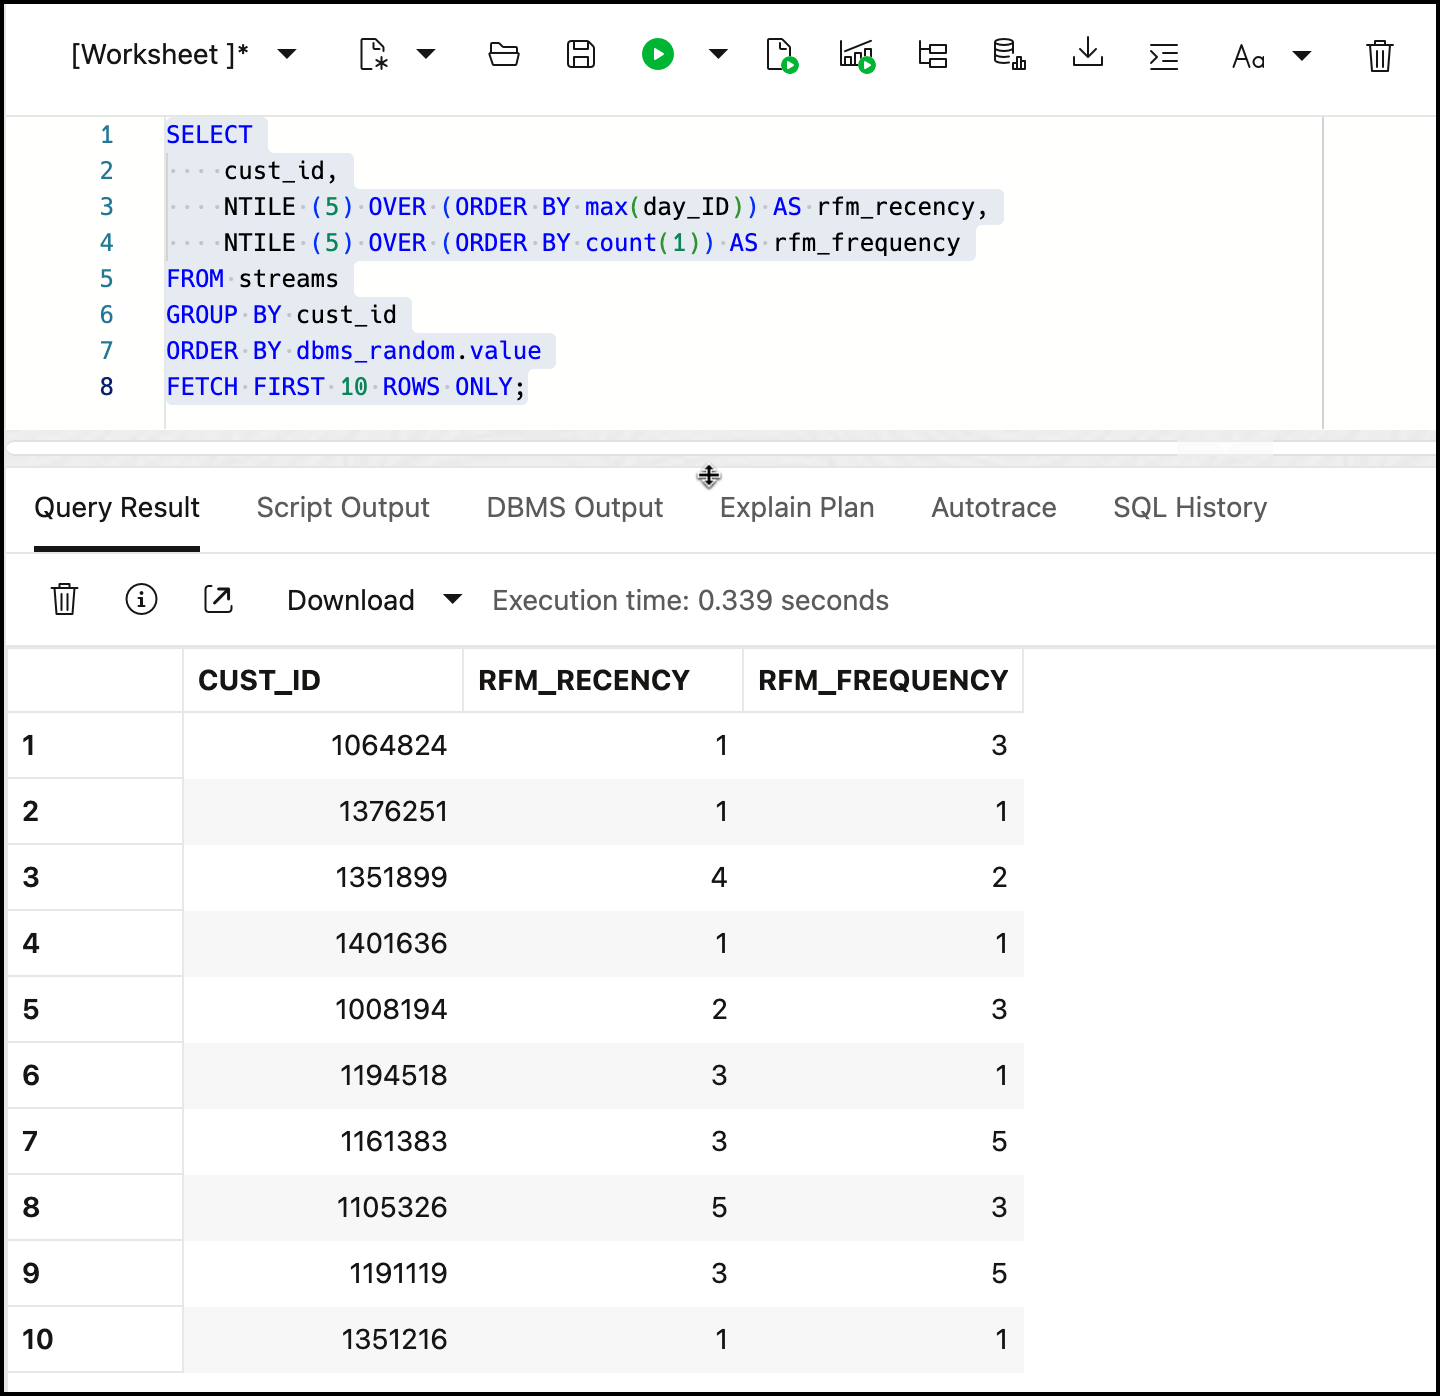 [Worksheet ]*
Aa
1 SELECT
2 cust_id,
3 NTILE (5) OVER (ORDER BY max(day_ID)) AS rfm_recency,
4 NTILE (5) OVER (ORDER BY count(1)) AS rfm_frequency
5 FROM streams
6 GROUP BY cust_id
7 ORDER BY dbms_random.value
8 FETCH FIRST 10 ROWS ONLY;
Query Result Script Output DBMS Output Explain Plan Autotrace SQL History
Download Execution time: 0.339 seconds
CUST_ID RFM_RECENCY RFM_FREQUENCY
1 1064824 1 3
2 1376251 1 1
3 1351899 4 2
4 1401636 1 1
5 1008194 2 3
6 1194518 3 1
7 1161383 3 5
8 1105326 5 3
9 1191119 3 5
10 1351216 1 1